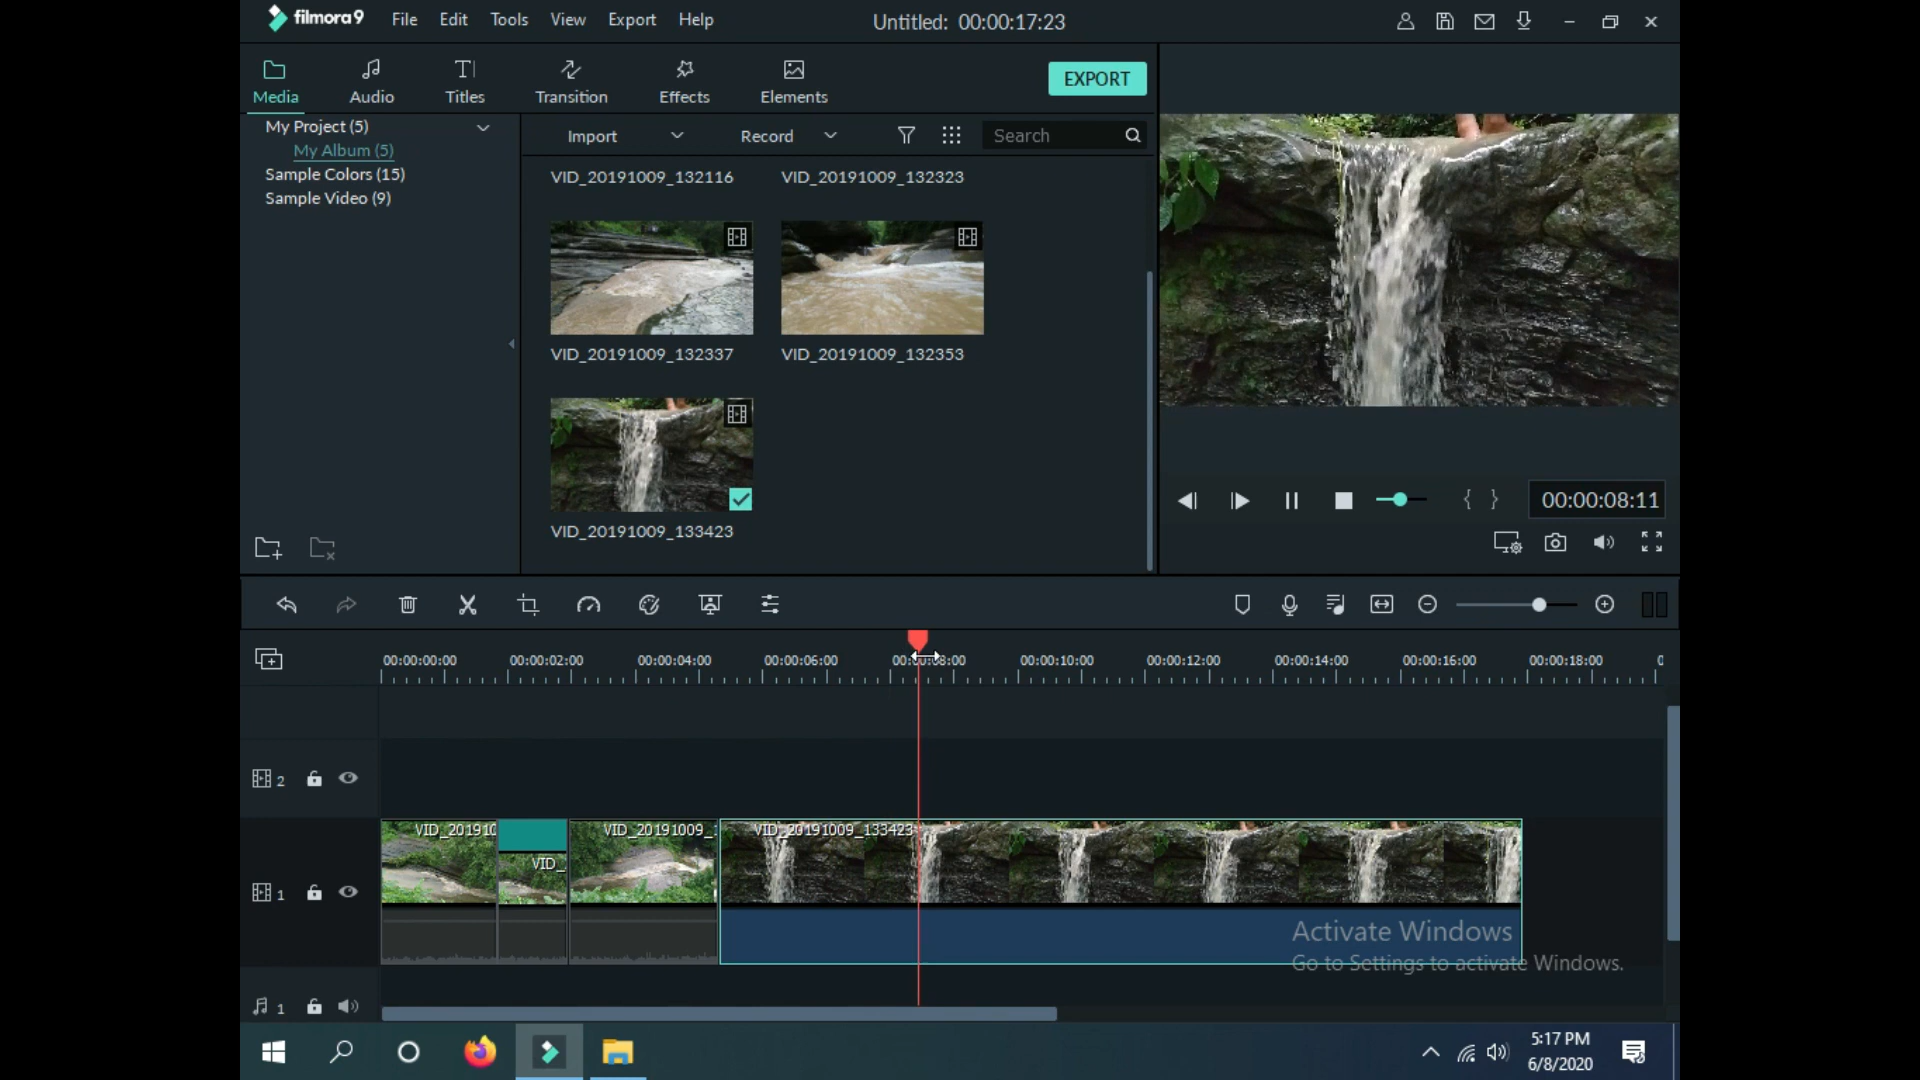 filmora9 File Edit Tools View Export Help Untitled: 00:00:17:23
Media Audio Titles Transition Effects Elements EXPORT
My Project (5)
My Album (5)
Sample Colors (15)
Sample Video (9)
Import Record Search
VID_20191009_132116 VID_20191009_132323
VID_20191009_132337 VID_20191009_132353
VID_20191009_133423
{ } 00:00:08:11
00:00:00:00 00:00:02:00 00:00:04:00 00:00:06:00 00:00:08:00 00:00:10:00 00:00:12:00 00:00:14:00 00:00:16:00 00:00:18:00
2
VID_20191 VID_20191009_ VID_20191009_133423
VID_
1
Activate Windows
Go to Settings to activate Windows.
1
5:17 PM
6/8/2020